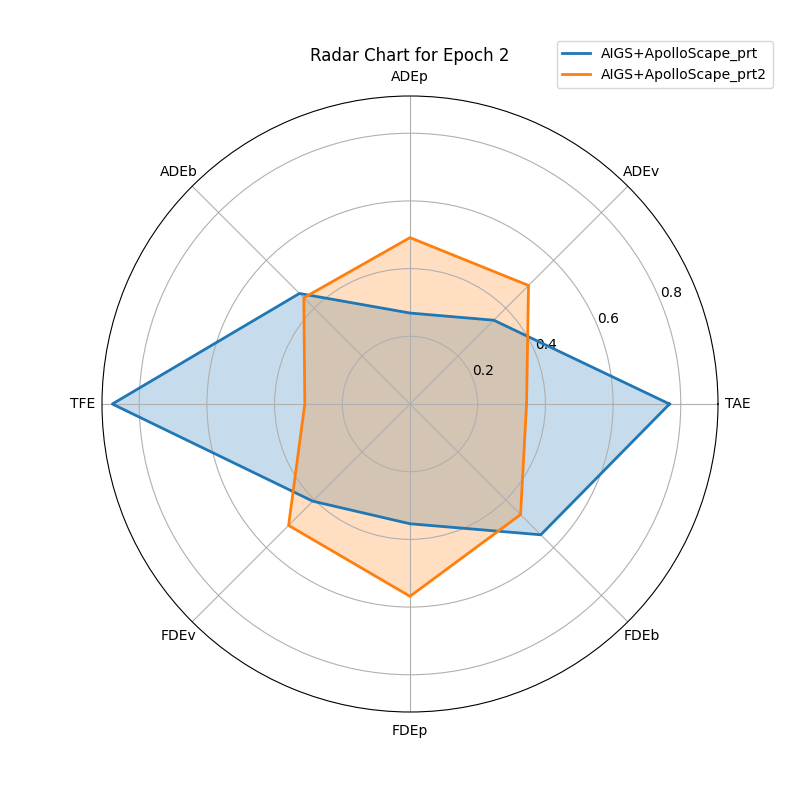 Radar Chart for Epoch 2
AIGS+ApolloScape_prt
AIGS+ApolloScape_prt2
ADEp
ADEb
ADEv
0.8
0.6
0.4
0.2
TFE
TAE
FDEv
FDEb
FDEp